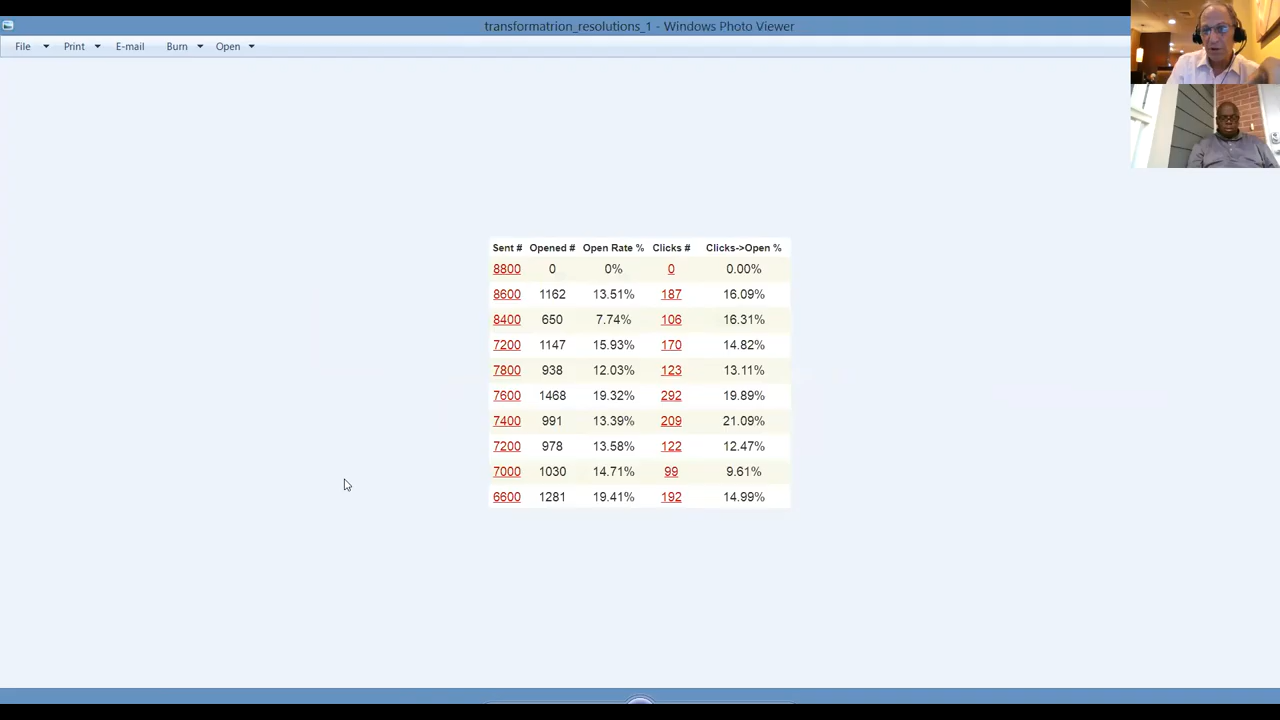 transformatrion_resolutions_1 - Windows Photo Viewer
File Print E-mail Burn Open
Sent # Opened # Open Rate % Clicks # Clicks->Open %
8800 0 0% 0 0.00%
8600 1162 13.51% 187 16.09%
8400 650 7.74% 106 16.31%
7200 1147 15.93% 170 14.82%
7800 938 12.03% 123 13.11%
7600 1468 19.32% 292 19.89%
7400 991 13.39% 209 21.09%
7200 978 13.58% 122 12.47%
7000 1030 14.71% 99 9.61%
6600 1281 19.41% 192 14.99%